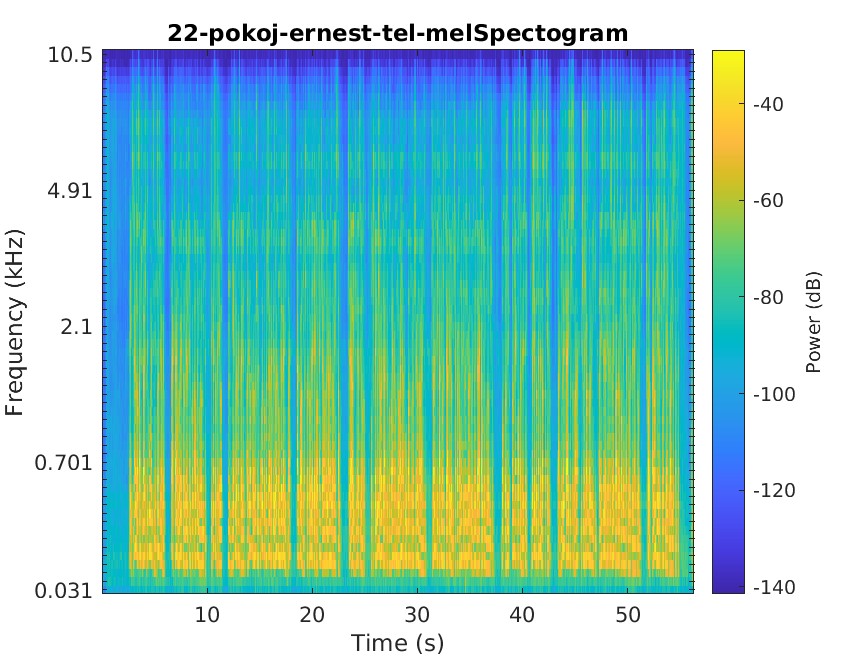 22-pokoj-ernest-tel-melSpectogram
10.5
4.91
2.1
0.701
0.031
Frequency (kHz)
10 20 30 40 50
Time (s)
-40
-60
-80
-100
-120
-140
Power (dB)